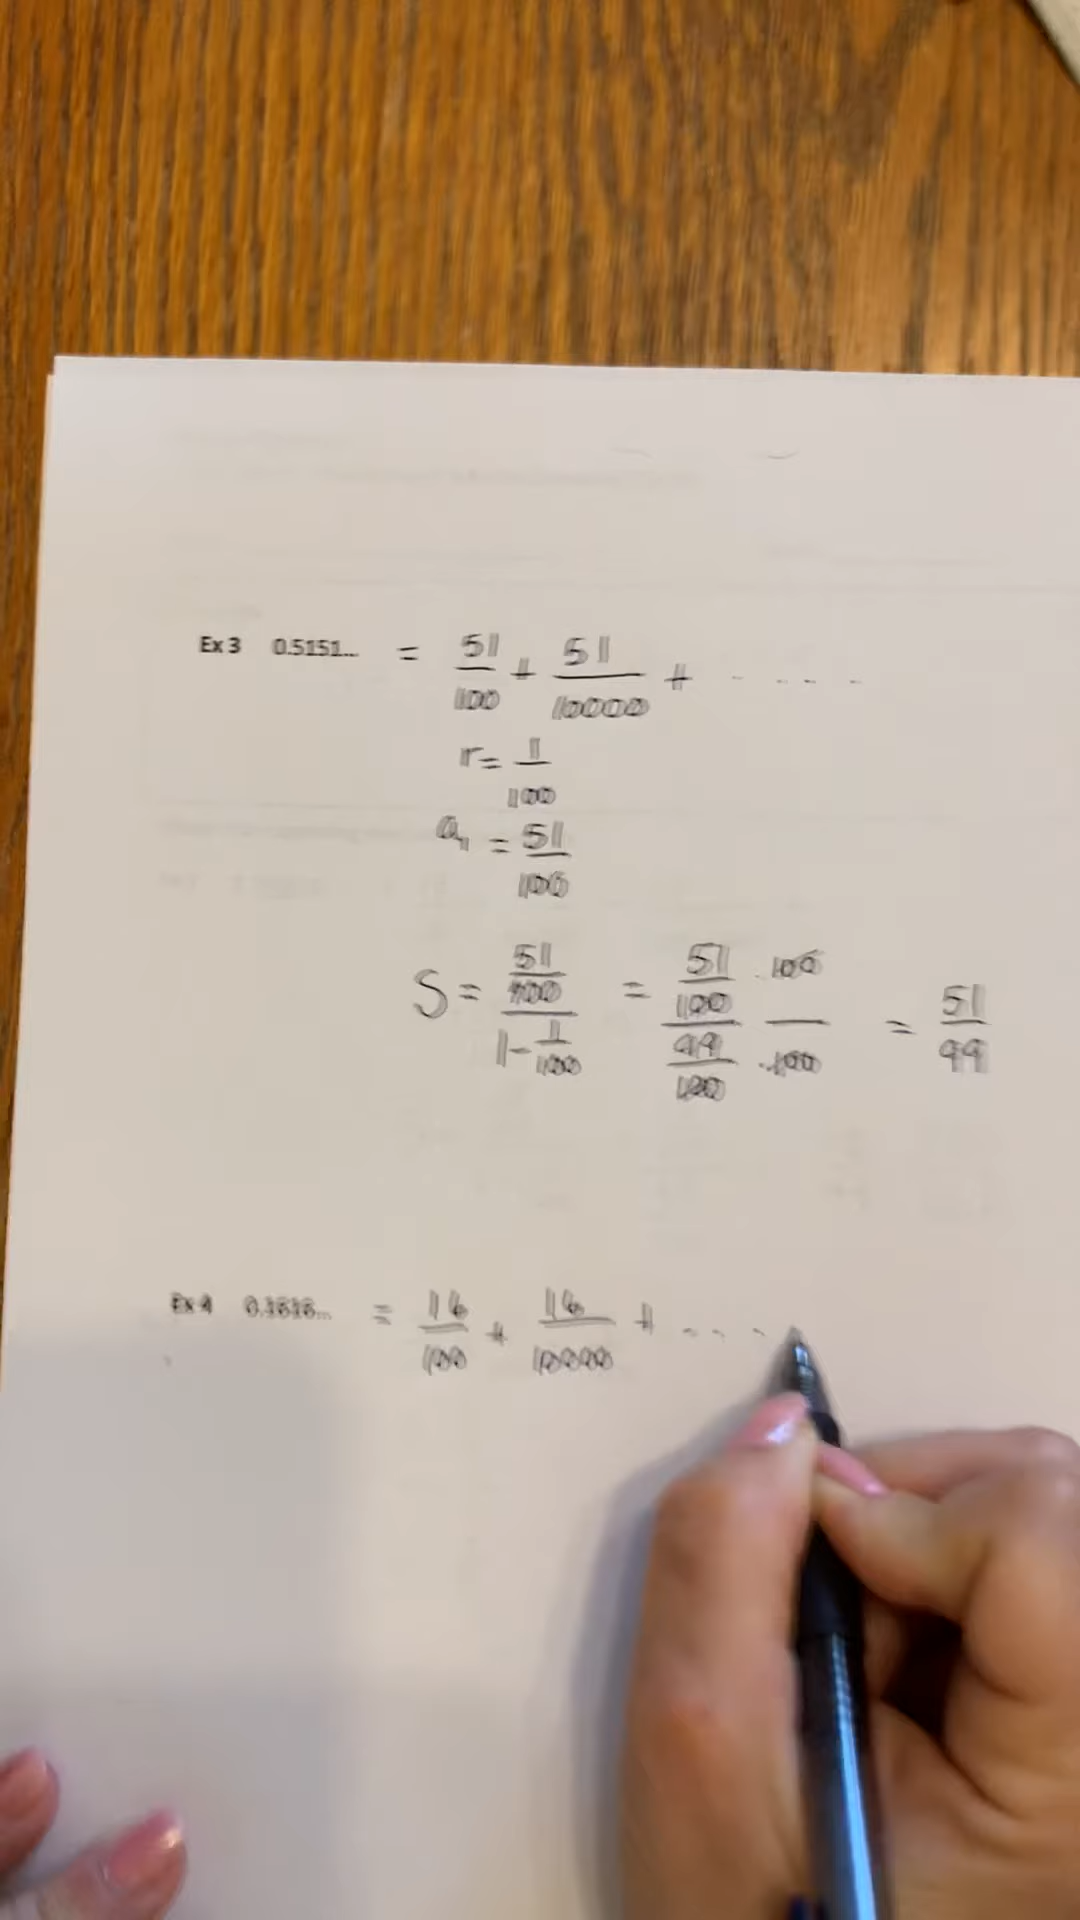 Ex 3 0.5151... = 51/100 + 51/10000 + .....
r = 1/100
a₁ = 51/100
S = (51/100)/(1 - 1/100) = (51/100 · 100)/(99/100 · 100) = 51/99
Ex 4 0.1616... = 16/100 + 16/10000 + ....